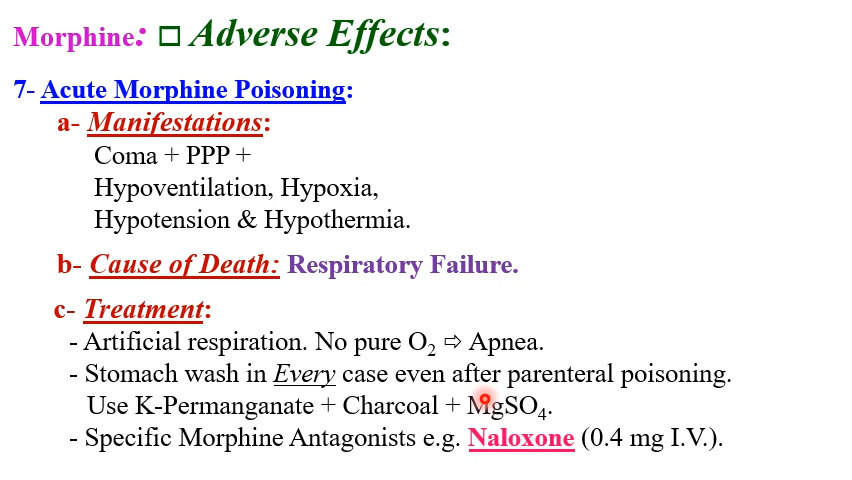 Morphine: □ Adverse Effects:
7- Acute Morphine Poisoning:
a- Manifestations:
Coma + PPP +
Hypoventilation, Hypoxia,
Hypotension & Hypothermia.
b- Cause of Death: Respiratory Failure.
c- Treatment:
- Artificial respiration. No pure O₂ ⇨ Apnea.
- Stomach wash in Every case even after parenteral poisoning.
Use K-Permanganate + Charcoal + MgSO₄.
- Specific Morphine Antagonists e.g. Naloxone (0.4 mg I.V.).